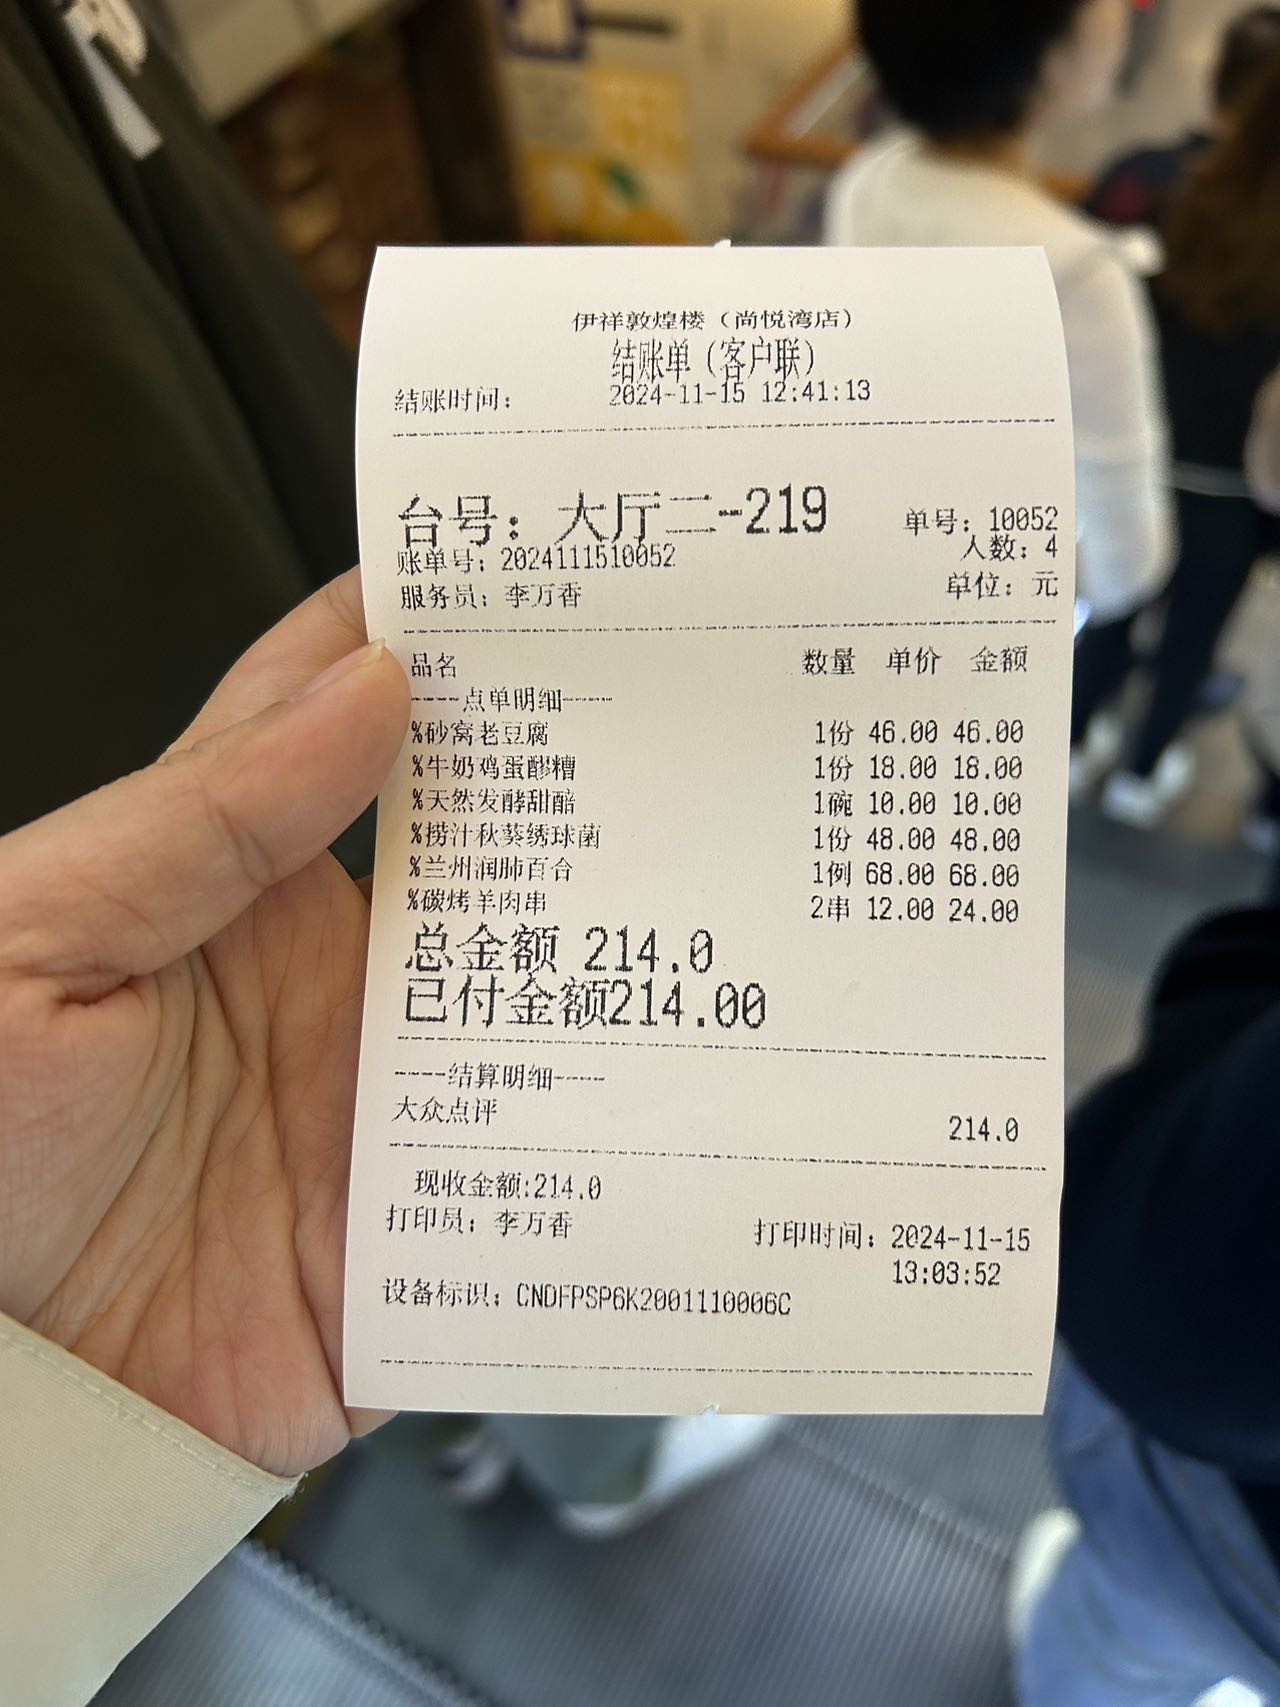 伊祥敦煌楼（尚悦湾店）
结账单（客户联）
结账时间： 2024-11-15 12:41:13
台号：大厅二-219 单号：10052
账单号：2024111510052 人数：4
服务员：李万香 单位：元
品名 数量 单价 金额
----点单明细----
%砂窝老豆腐 1份 46.00 46.00
%牛奶鸡蛋醪糟 1份 18.00 18.00
%天然发酵甜醅 1碗 10.00 10.00
%捞汁秋葵绣球菌 1份 48.00 48.00
%兰州润肺百合 1例 68.00 68.00
%碳烤羊肉串 2串 12.00 24.00
总金额 214.0
已付金额214.00
----结算明细----
大众点评 214.0
现收金额:214.0
打印员：李万香 打印时间：2024-11-15
13:03:52
设备标识：CNDFPSP6K2001110006C